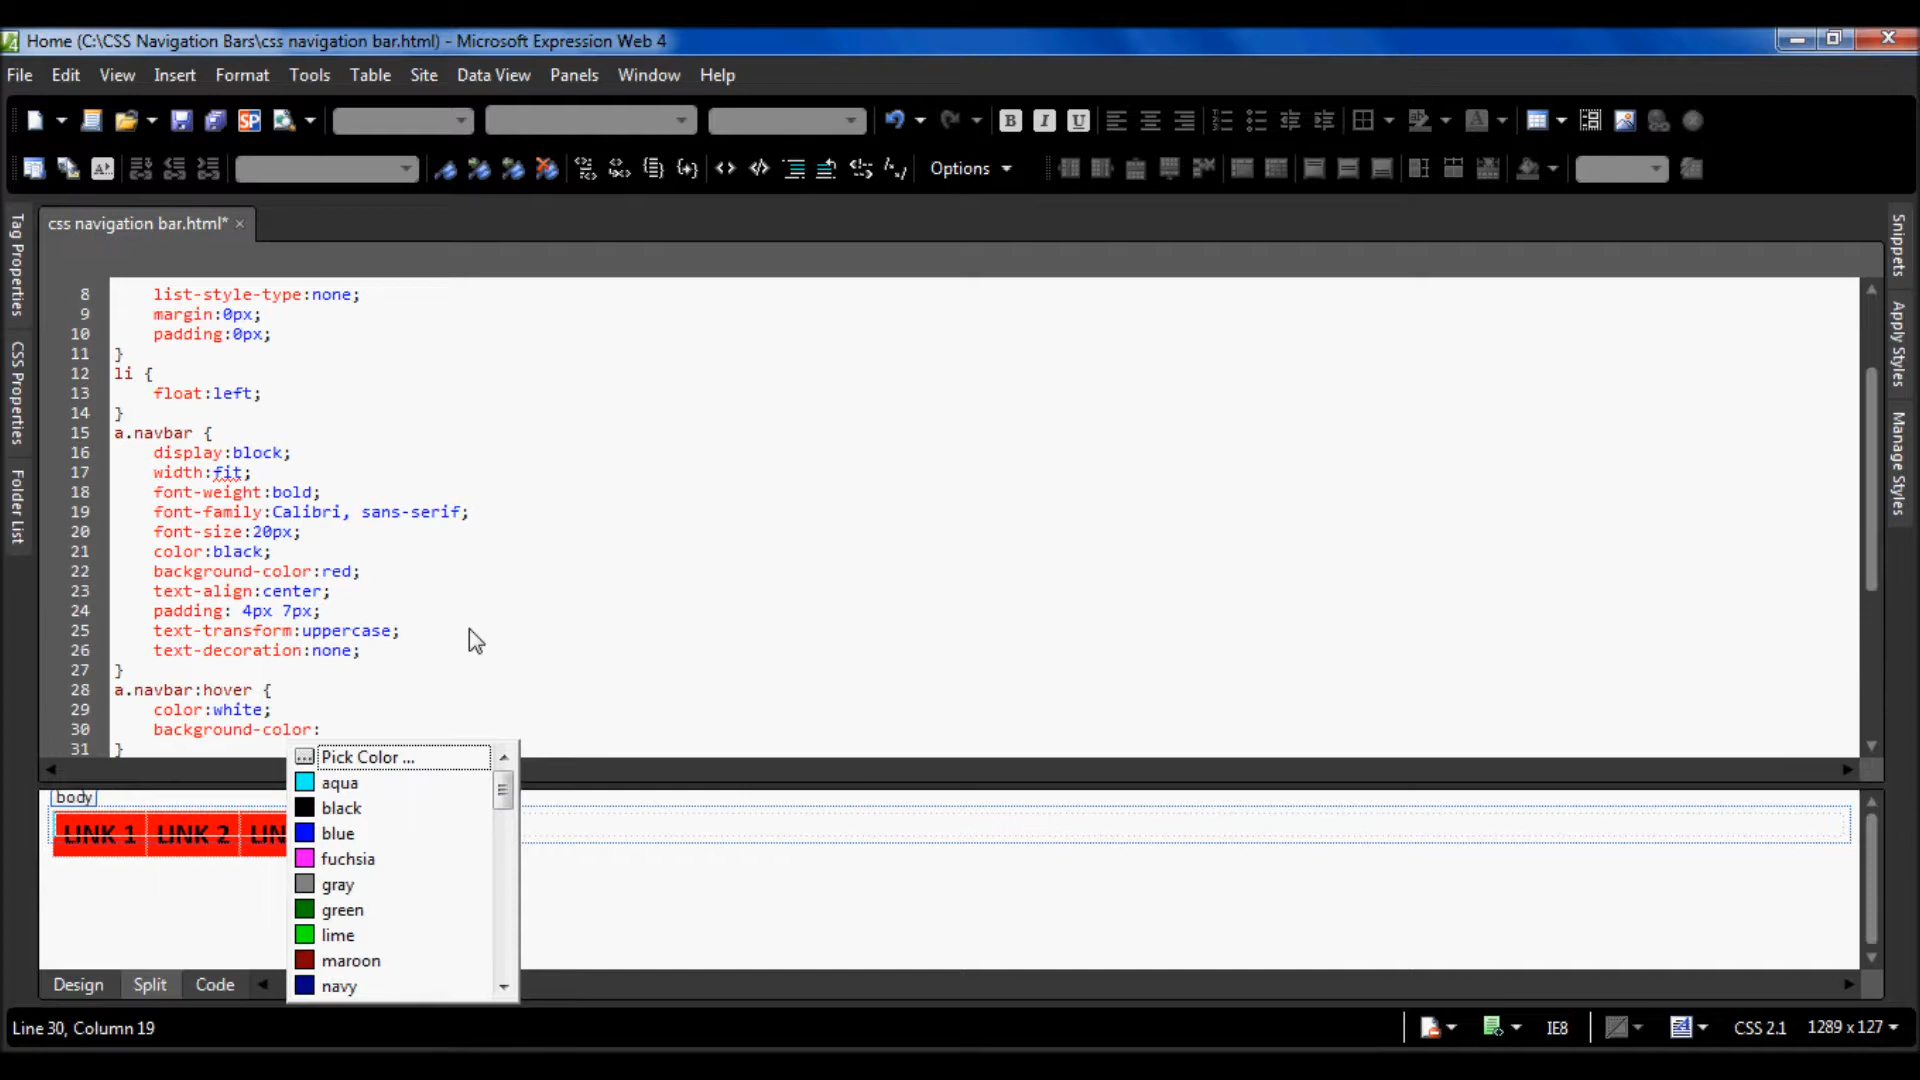 Home (C:\CSS Navigation Bars\css navigation bar.html) - Microsoft Expression Web 4
File Edit View Insert Format Tools Table Site Data View Panels Window Help
SP B I U
Options
css navigation bar.html* ×
Tag Properties
CSS Properties
Folder List
Snippets
Apply Styles
Manage Styles
8 list-style-type:none;
9 margin:0px;
10 padding:0px;
11 }
12 li {
13 float:left;
14 }
15 a.navbar {
16 display:block;
17 width:fit;
18 font-weight:bold;
19 font-family:Calibri, sans-serif;
20 font-size:20px;
21 color:black;
22 background-color:red;
23 text-align:center;
24 padding: 4px 7px;
25 text-transform:uppercase;
26 text-decoration:none;
27 }
28 a.navbar:hover {
29 color:white;
30 background-color:
31 }
Pick Color ...
aqua
black
blue
fuchsia
gray
green
lime
maroon
navy
body
LINK 1 LINK 2 LIN
Design Split Code
Line 30, Column 19
IE8 CSS 2.1 1289 x 127